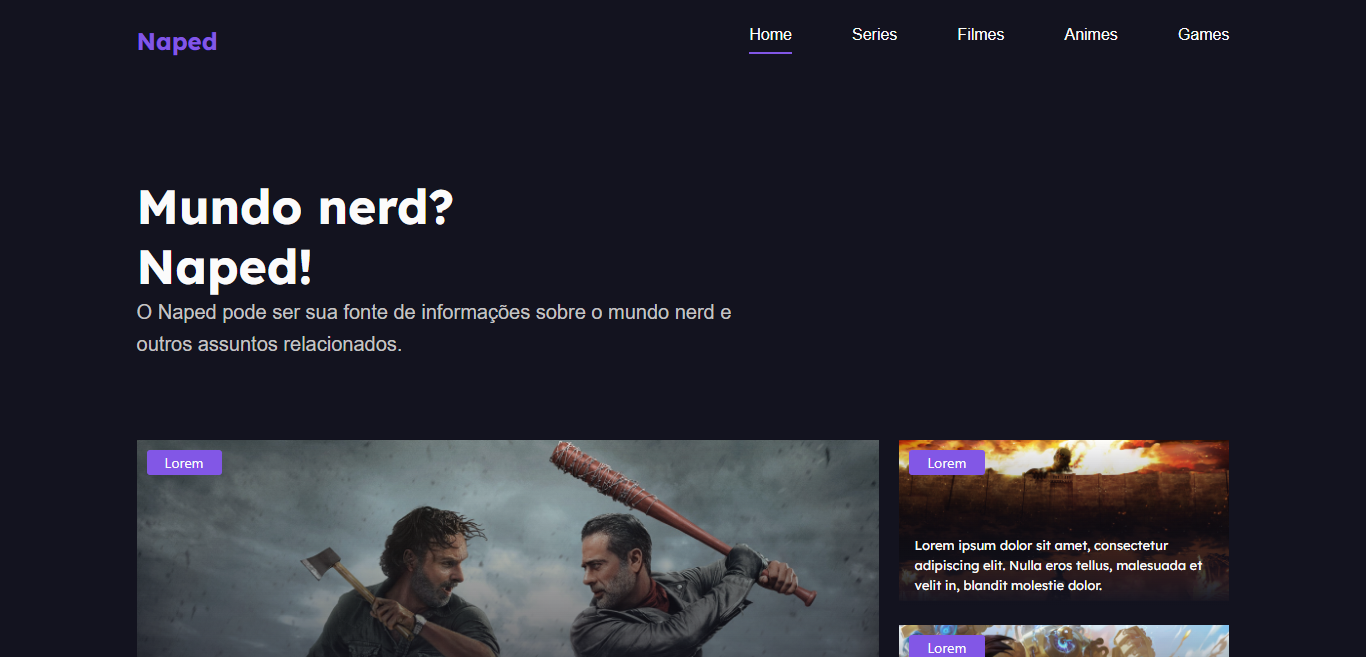 Naped
Home Series Filmes Animes Games
Mundo nerd?
Naped!
O Naped pode ser sua fonte de informações sobre o mundo nerd e
outros assuntos relacionados.
Lorem
Lorem
Lorem ipsum dolor sit amet, consectetur
adipiscing elit. Nulla eros tellus, malesuada et
velit in, blandit molestie dolor.
Lorem